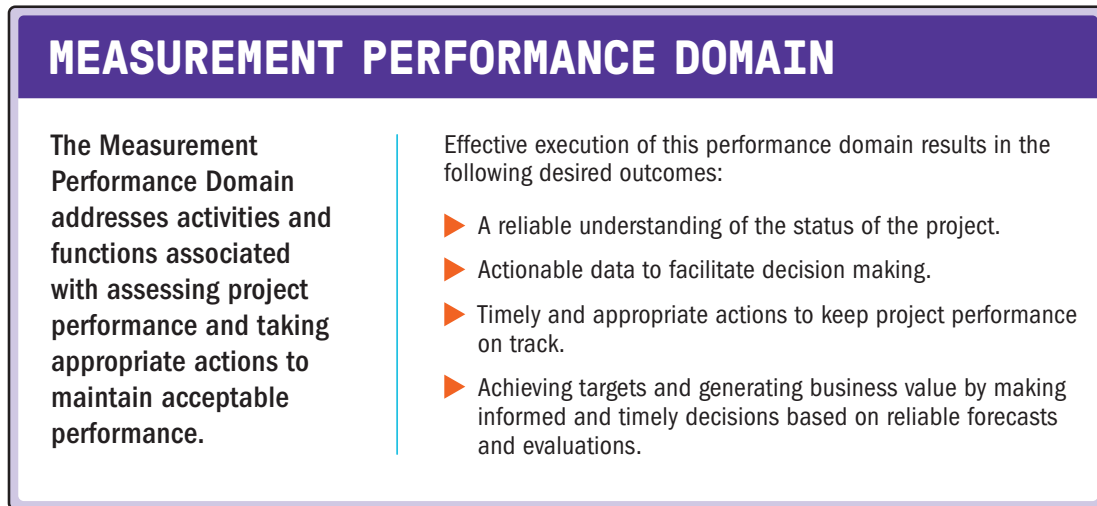 MEASUREMENT PERFORMANCE DOMAIN
The Measurement
Performance Domain
addresses activities and
functions associated
with assessing project
performance and taking
appropriate actions to
maintain acceptable
performance.
Effective execution of this performance domain results in the
following desired outcomes:
A reliable understanding of the status of the project.
Actionable data to facilitate decision making.
Timely and appropriate actions to keep project performance
on track.
Achieving targets and generating business value by making
informed and timely decisions based on reliable forecasts
and evaluations.